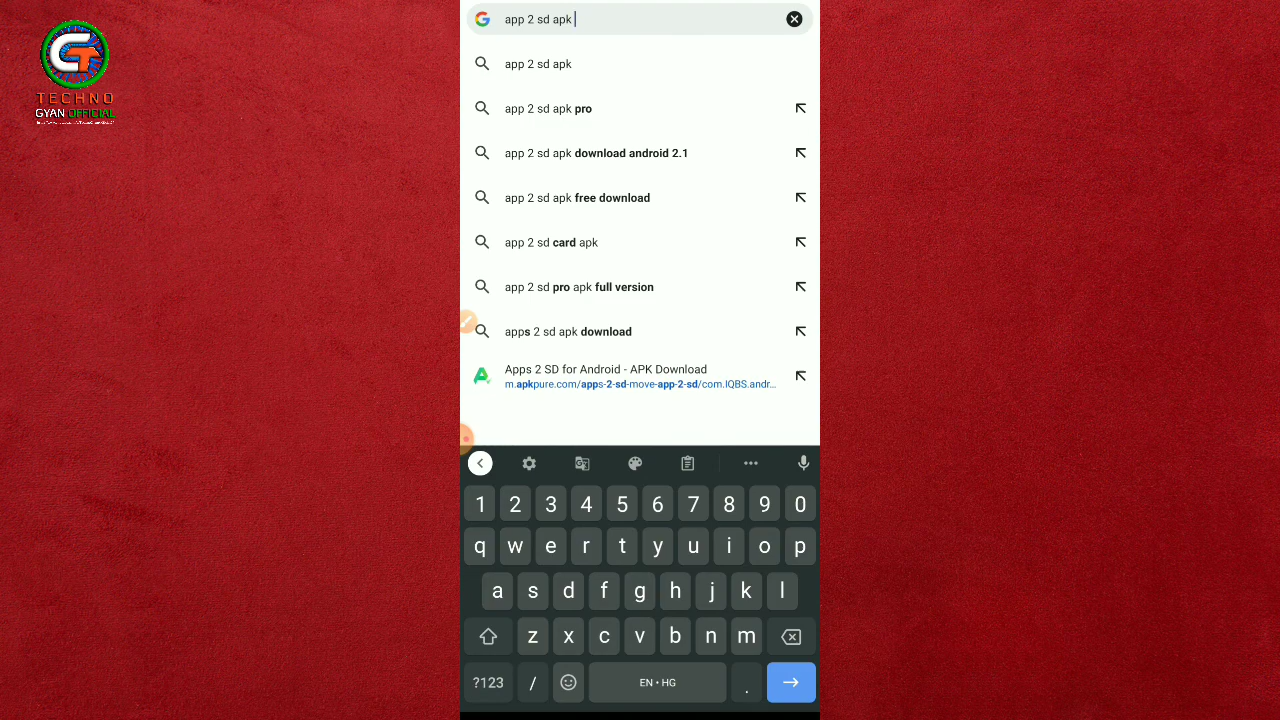 app 2 sd apk
app 2 sd apk
app 2 sd apk pro
app 2 sd apk download android 2.1
app 2 sd apk free download
app 2 sd card apk
app 2 sd pro apk full version
apps 2 sd apk download
Apps 2 SD for Android - APK Download
m.apkpure.com/apps-2-sd-move-app-2-sd/com.IQBS.andr...
TECHNO
GYAN OFFICIAL
1 2 3 4 5 6 7 8 9 0
q w e r t y u i o p
a s d f g h j k l
z x c v b n m
?123 / EN • HG .